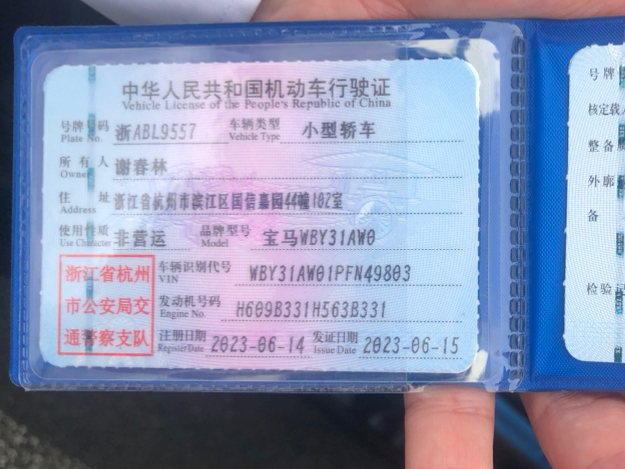 中华人民共和国机动车行驶证
Vehicle License of the People's Republic of China
号牌号码 浙ABL9557 车辆类型 小型轿车
Plate No. Vehicle Type
所有人 谢春林
Owner
住址 浙江省杭州市滨江区国信嘉园44幢102室
Address
使用性质 非营运 品牌型号 宝马WBY31AW0
Use Character Model
浙江省杭州
市公安局交
通警察支队
车辆识别代号 WBY31AW01PFN49803
VIN
发动机号码 H609B331H563B331
Engine No.
注册日期 2023-06-14 发证日期 2023-06-15
Register Date Issue Date
号牌
核定载人
整备
外廓
备
检验记